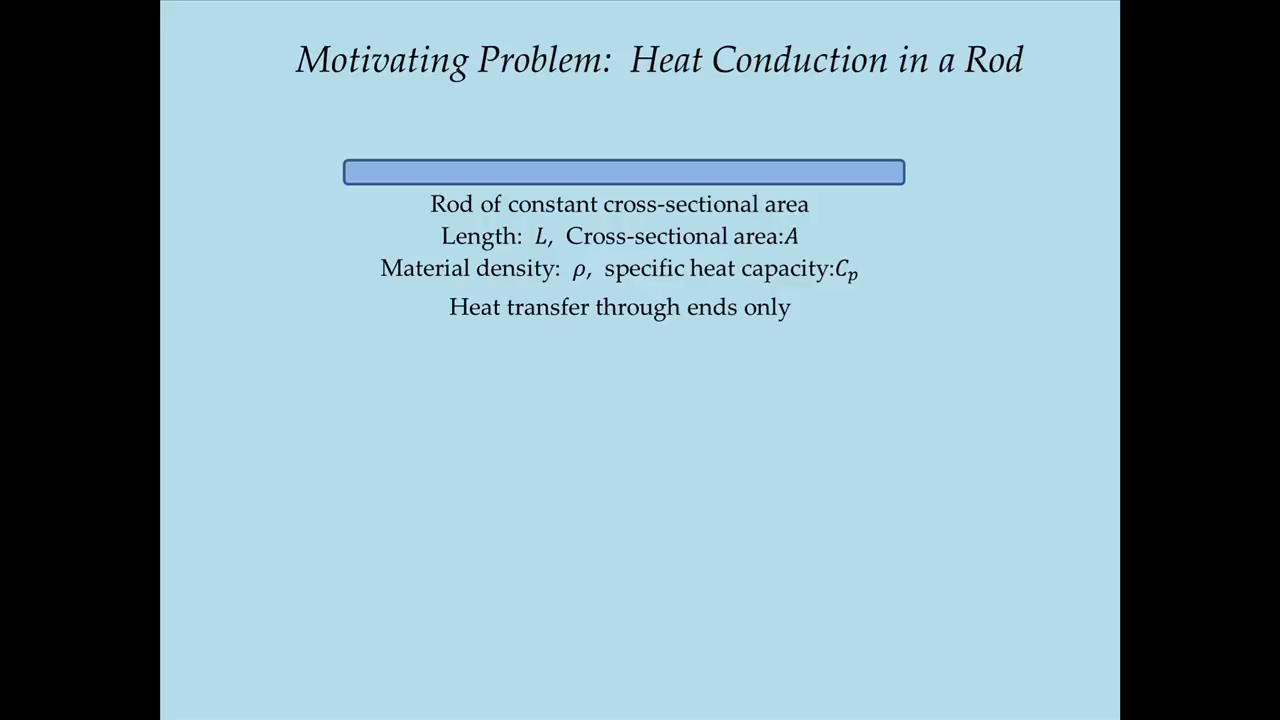 Motivating Problem: Heat Conduction in a Rod
Rod of constant cross-sectional area
Length: L, Cross-sectional area:A
Material density: ρ, specific heat capacity:Cₚ
Heat transfer through ends only